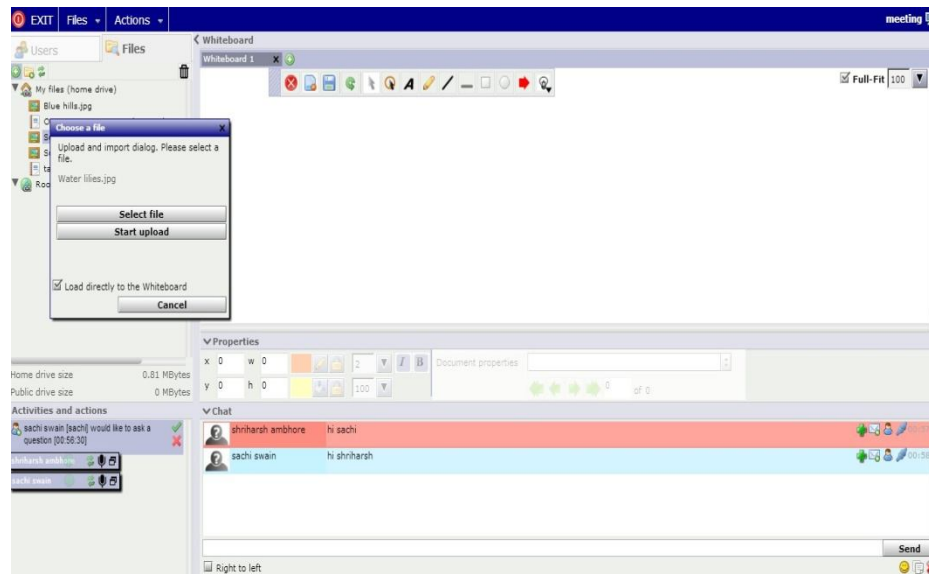 EXIT Files Actions meeting
Users Files
Whiteboard
Whiteboard 1 X
A
Full-Fit 100
My files (home drive)
Blue hills.jpg
Choose a file X
Upload and import dialog. Please select a
file.
Water lilies.jpg
Select file
Start upload
Load directly to the Whiteboard
Cancel
Properties
x 0 w 0 2 I B Document properties
y 0 h 0 100 0 of 0
Home drive size 0.81 MBytes
Public drive size 0 MBytes
Activities and actions
sachi swain [sachi] would like to ask a
question [00:56:30]
shriharsh ambhore
sachi swain
Chat
shriharsh ambhore hi sachi
sachi swain hi shriharsh
Send
Right to left